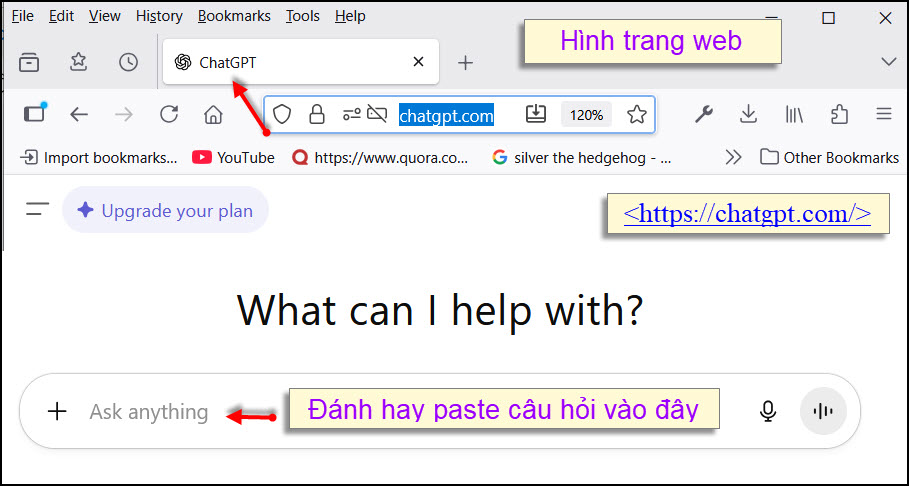 File Edit View History Bookmarks Tools Help
Hình trang web
ChatGPT
chatgpt.com
120%
Import bookmarks... YouTube https://www.quora.co... silver the hedgehog - ... Other Bookmarks
Upgrade your plan
<https://chatgpt.com/>
What can I help with?
Ask anything
Đánh hay paste câu hỏi vào đây